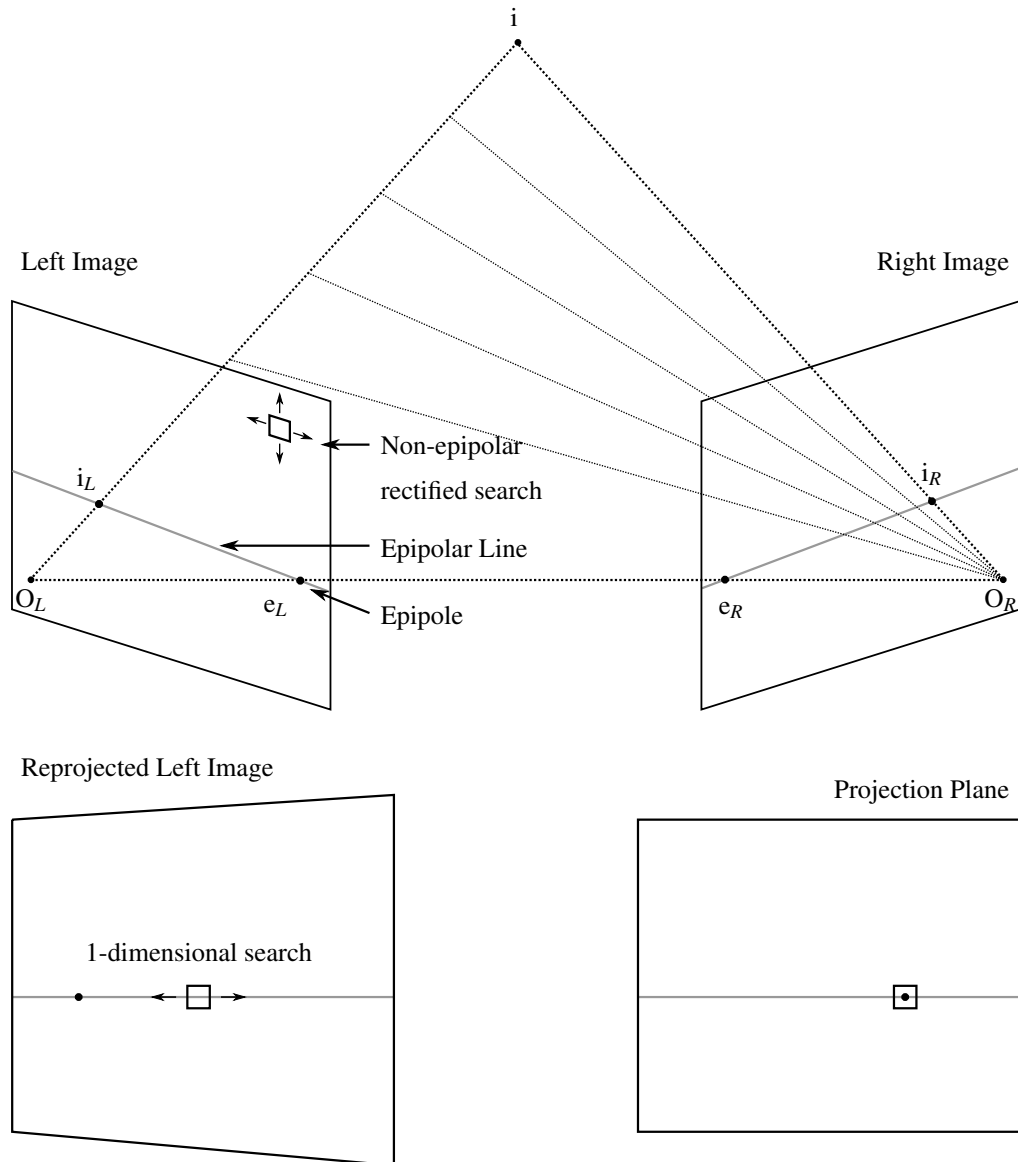 i
Left Image
Right Image
Non-epipolar
rectified search
i_L
i_R
Epipolar Line
O_L
e_L
Epipole
e_R
O_R
Reprojected Left Image
Projection Plane
1-dimensional search